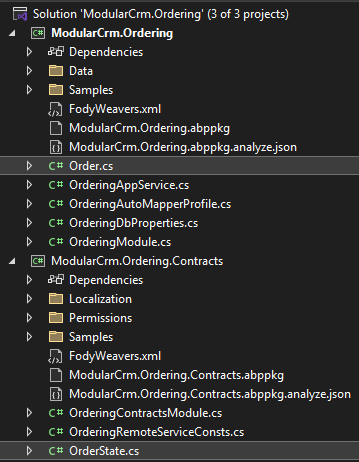 Solution 'ModularCrm.Ordering' (3 of 3 projects)
C# ModularCrm.Ordering
Dependencies
Data
Samples
FodyWeavers.xml
ModularCrm.Ordering.abppkg
ModularCrm.Ordering.abppkg.analyze.json
C# Order.cs
C# OrderingAppService.cs
C# OrderingAutoMapperProfile.cs
C# OrderingDbProperties.cs
C# OrderingModule.cs
C# ModularCrm.Ordering.Contracts
Dependencies
Localization
Permissions
Samples
FodyWeavers.xml
ModularCrm.Ordering.Contracts.abppkg
ModularCrm.Ordering.Contracts.abppkg.analyze.json
C# OrderingContractsModule.cs
C# OrderingRemoteServiceConsts.cs
C# OrderState.cs